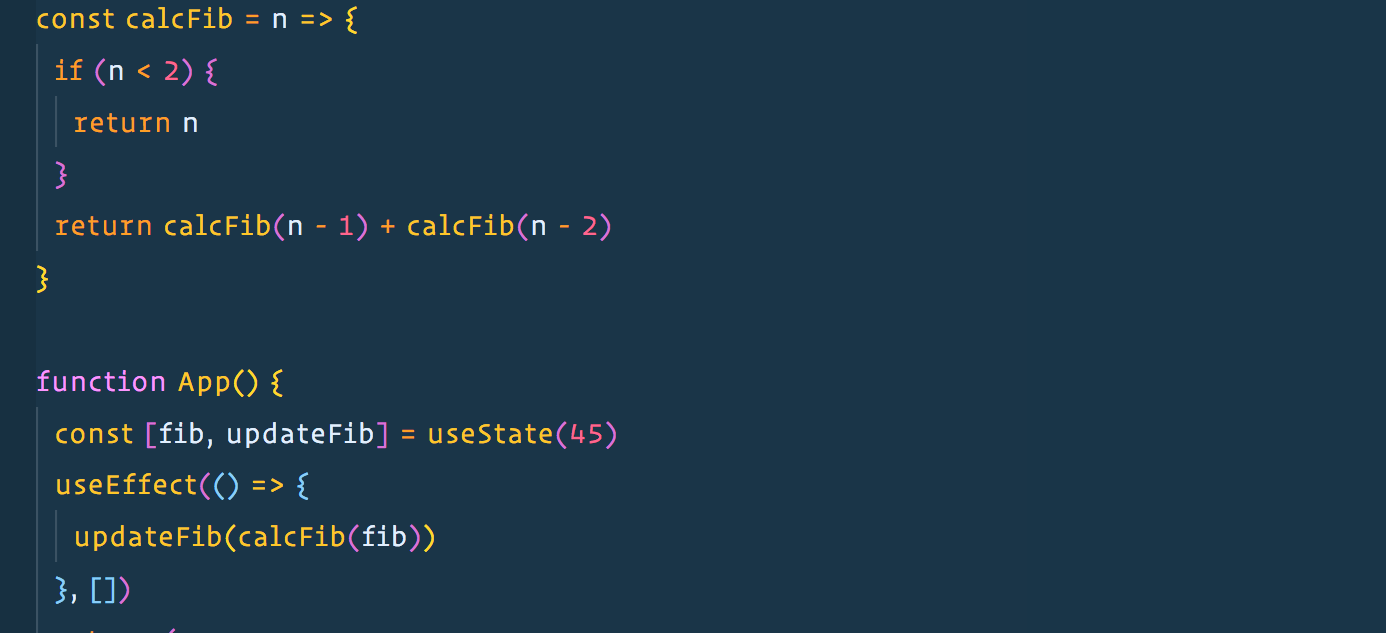 const calcFib = n => {
if (n < 2) {
return n
}
return calcFib(n - 1) + calcFib(n - 2)
}
function App() {
const [fib, updateFib] = useState(45)
useEffect(() => {
updateFib(calcFib(fib))
}, [])